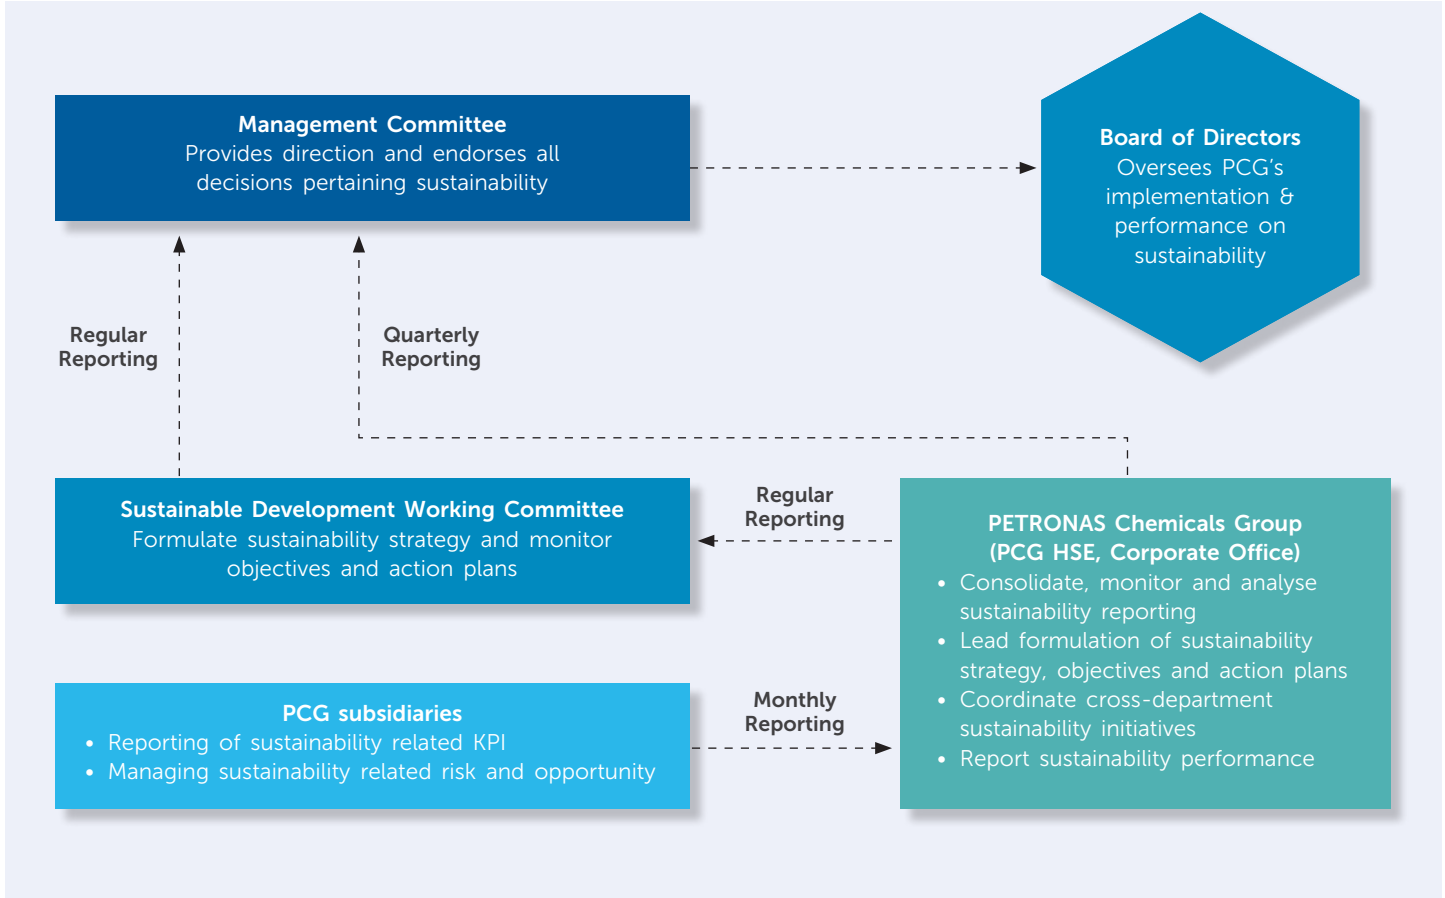 Management Committee
Provides direction and endorses all
decisions pertaining sustainability
Board of Directors
Oversees PCG's
implementation &
performance on
sustainability
Regular
Reporting
Quarterly
Reporting
Sustainable Development Working Committee
Formulate sustainability strategy and monitor
objectives and action plans
Regular
Reporting
PETRONAS Chemicals Group
(PCG HSE, Corporate Office)
• Consolidate, monitor and analyse
sustainability reporting
• Lead formulation of sustainability
strategy, objectives and action plans
• Coordinate cross-department
sustainability initiatives
• Report sustainability performance
PCG subsidiaries
• Reporting of sustainability related KPI
• Managing sustainability related risk and opportunity
Monthly
Reporting